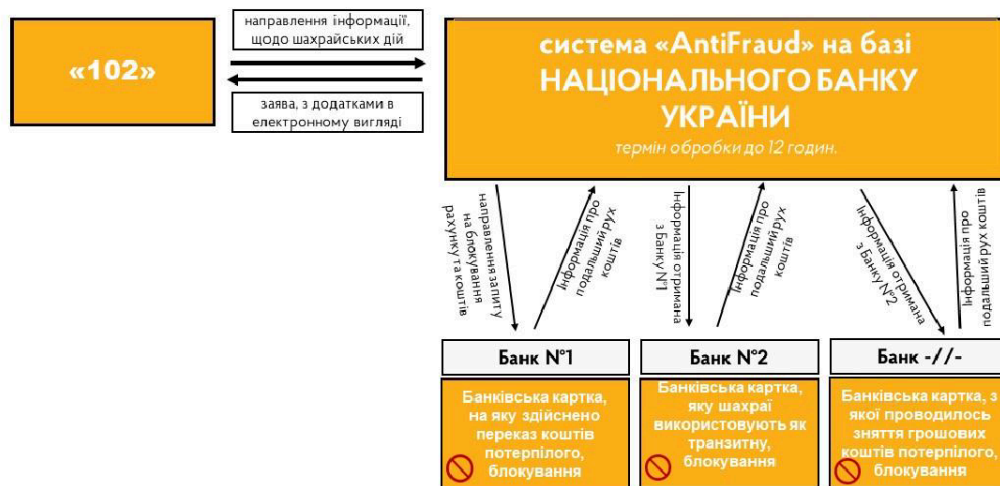 «102»
направлення інформації,
щодо шахрайських дій
заява, з додатками в
електронному вигляді
система «AntiFraud» на базі
НАЦІОНАЛЬНОГО БАНКУ
УКРАЇНИ
термін обробки до 12 годин.
направлення запиту
на блокування
рахунку та коштів
Інформація про
подальший рух
коштів
Інформація отримана
з Банку №1
Інформація про
подальший рух
коштів
Інформація отримана
з Банку №2
Інформація про
подальший рух коштів
Банк №1
Банківська картка,
на яку здійснено
переказ коштів
потерпілого,
блокування
Банк №2
Банківська картка,
яку шахраї
використовують як
транзитну,
блокування
Банк -//-
Банківська картка, з
якої проводилось
зняття грошових
коштів потерпілого,
блокування